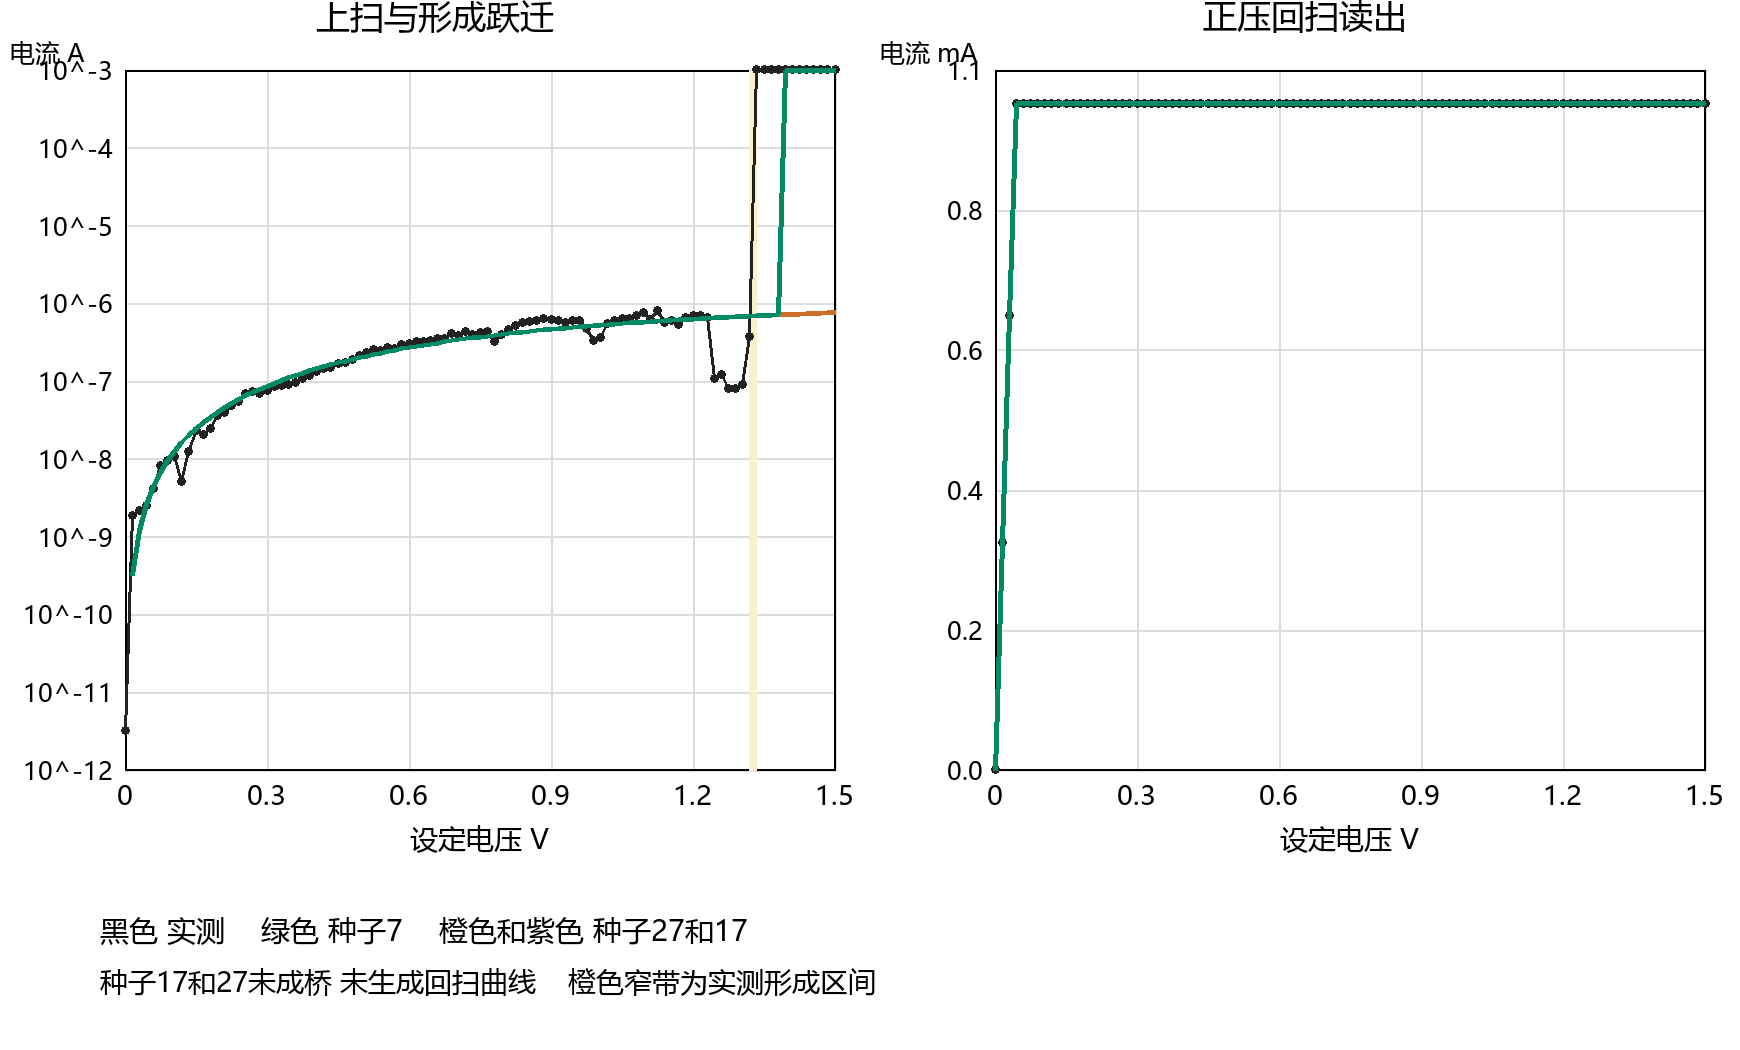 上扫与形成跃迁
电流 A
10^-3
10^-4
10^-5
10^-6
10^-7
10^-8
10^-9
10^-10
10^-11
10^-12
0 0.3 0.6 0.9 1.2 1.5
设定电压 V
正压回扫读出
电流 mA
1.1
0.8
0.6
0.4
0.2
0.0
0 0.3 0.6 0.9 1.2 1.5
设定电压 V
黑色 实测 绿色 种子7 橙色和紫色 种子27和17
种子17和27未成桥 未生成回扫曲线 橙色窄带为实测形成区间